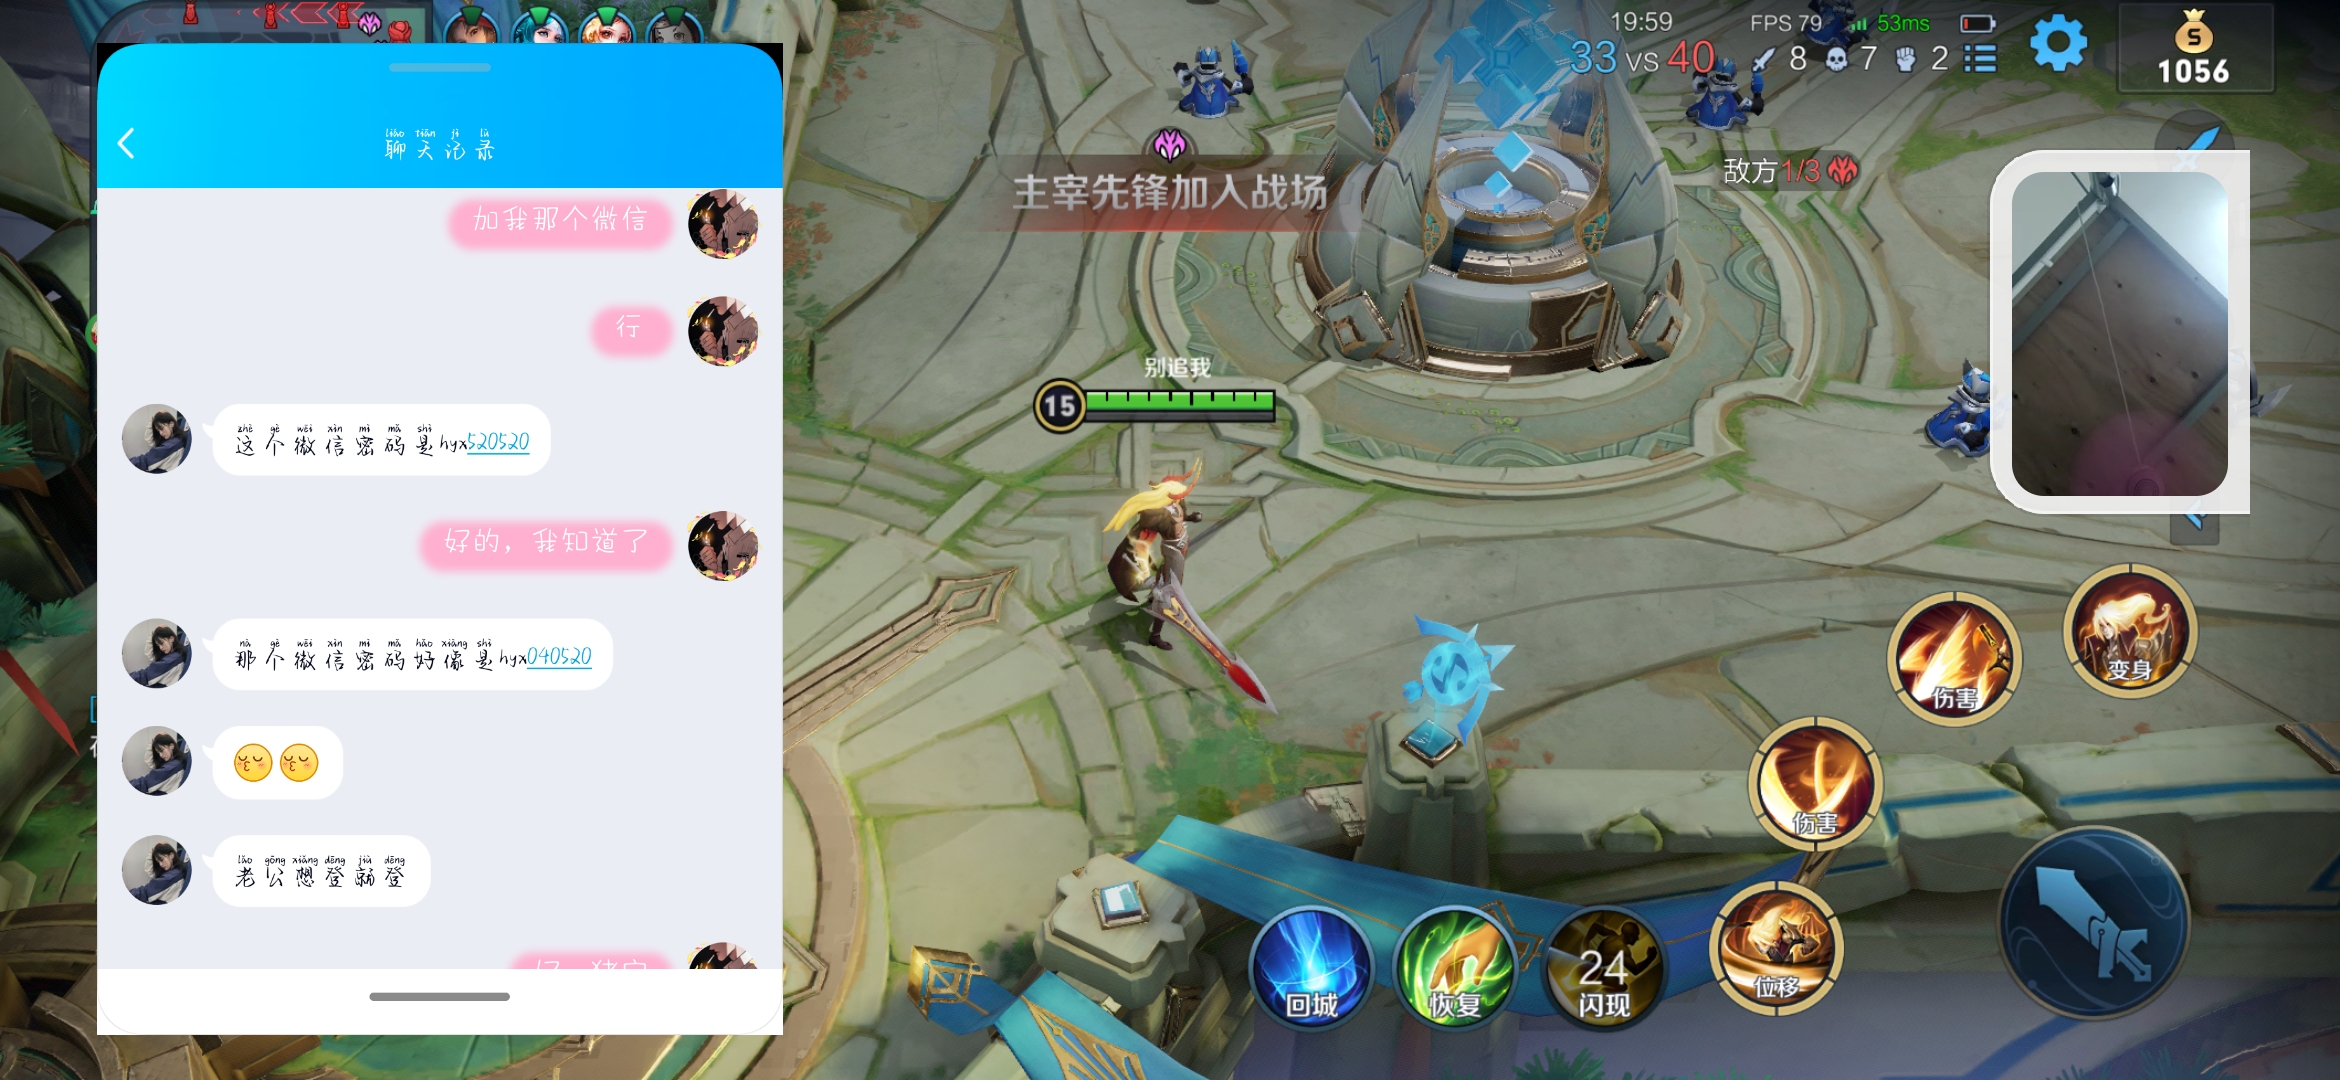 liáo tiān jì lù
聊天记录
加我那个微信
行
zhè gè wēi xìn mì mǎ shì
这个微信密码是hyx520520
好的，我知道了
nà gè wēi xìn mì mǎ hǎo xiàng shì
那个微信密码好像是hyx040520
lǎo gōng xiǎng dēng jiù dēng
老公想登就登
19:59
FPS 79
53ms
33 VS 40
8
7
2
S
1056
主宰先锋加入战场
敌方1/3
别追我
15
伤害
变身
伤害
位移
回城
恢复
24
闪现